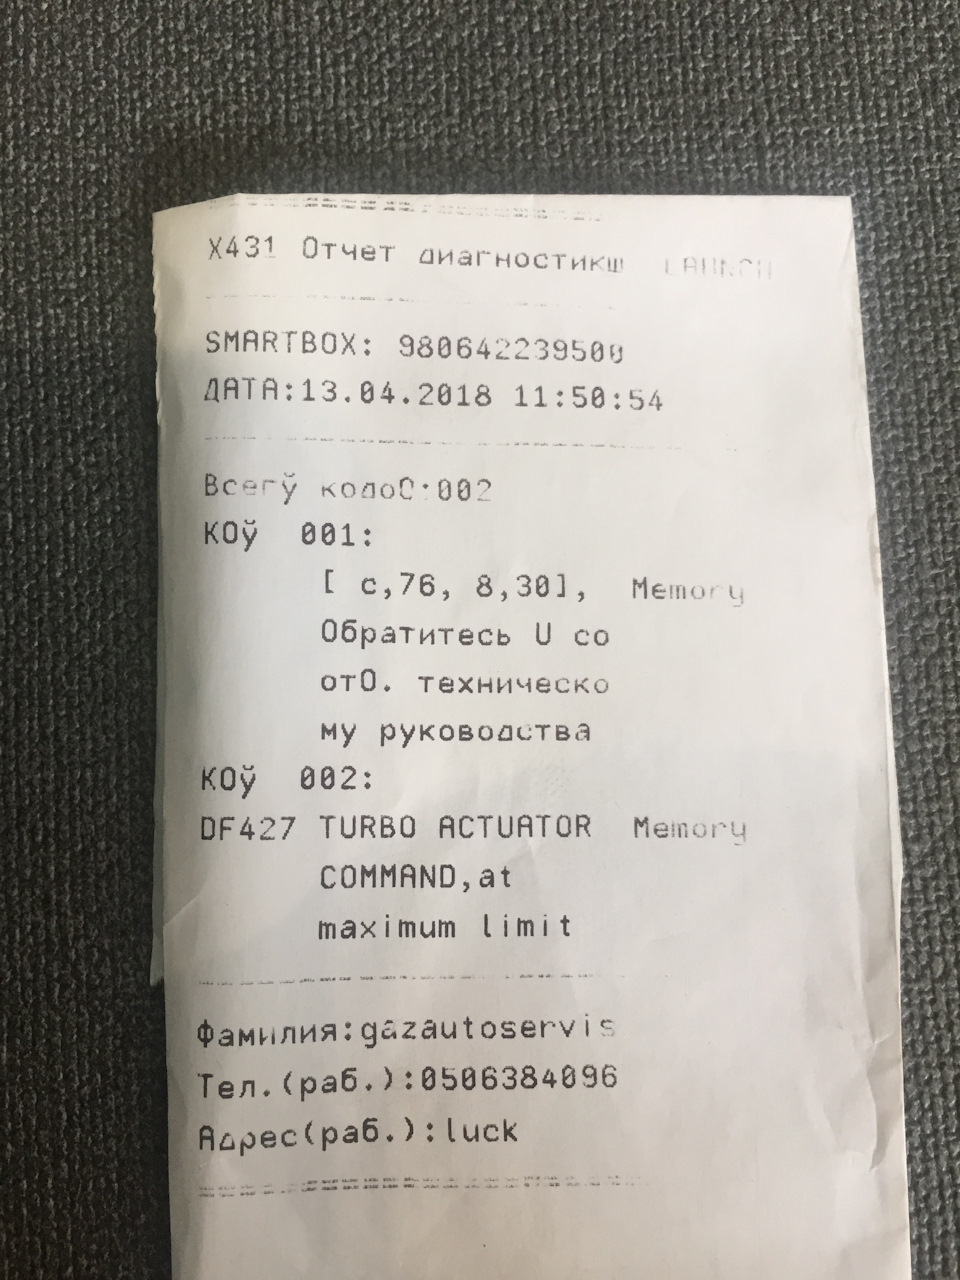 X431 Отчет диагностикш LAUNCH
SMARTBOX: 980642239500
ДАТА:13.04.2018 11:50:54
Всегў кодоС:002
КОў 001:
[ c,76, 8,30], Memory
Обратитесь U со
отО. техническо
му руководства
КОў 002:
DF427 TURBO ACTUATOR Memory
COMMAND,at
maximum limit
Фамилия:gazautoservis
Тел.(раб.):0506384096
Адрес(раб.):luck